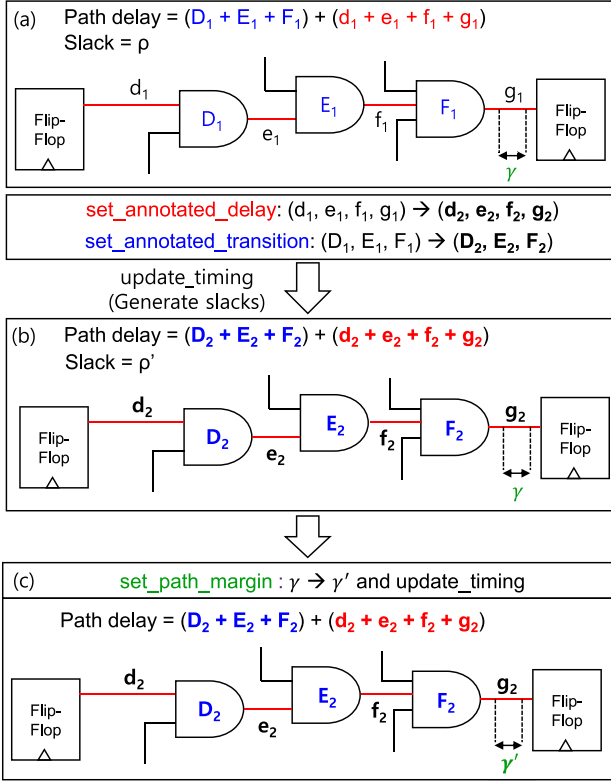 (a) Path delay = (D₁ + E₁ + F₁) + (d₁ + e₁ + f₁ + g₁)
Slack = ρ
Flip-
Flop
d₁
D₁
e₁
E₁
f₁
F₁
g₁
γ
Flip-
Flop
set_annotated_delay: (d₁, e₁, f₁, g₁) → (d₂, e₂, f₂, g₂)
set_annotated_transition: (D₁, E₁, F₁) → (D₂, E₂, F₂)
update_timing
(Generate slacks)
(b) Path delay = (D₂ + E₂ + F₂) + (d₂ + e₂ + f₂ + g₂)
Slack = ρ'
Flip-
Flop
d₂
D₂
e₂
E₂
f₂
F₂
g₂
γ
Flip-
Flop
(c) set_path_margin : γ → γ′ and update_timing
Path delay = (D₂ + E₂ + F₂) + (d₂ + e₂ + f₂ + g₂)
Flip-
Flop
d₂
D₂
e₂
E₂
f₂
F₂
g₂
γ′
Flip-
Flop